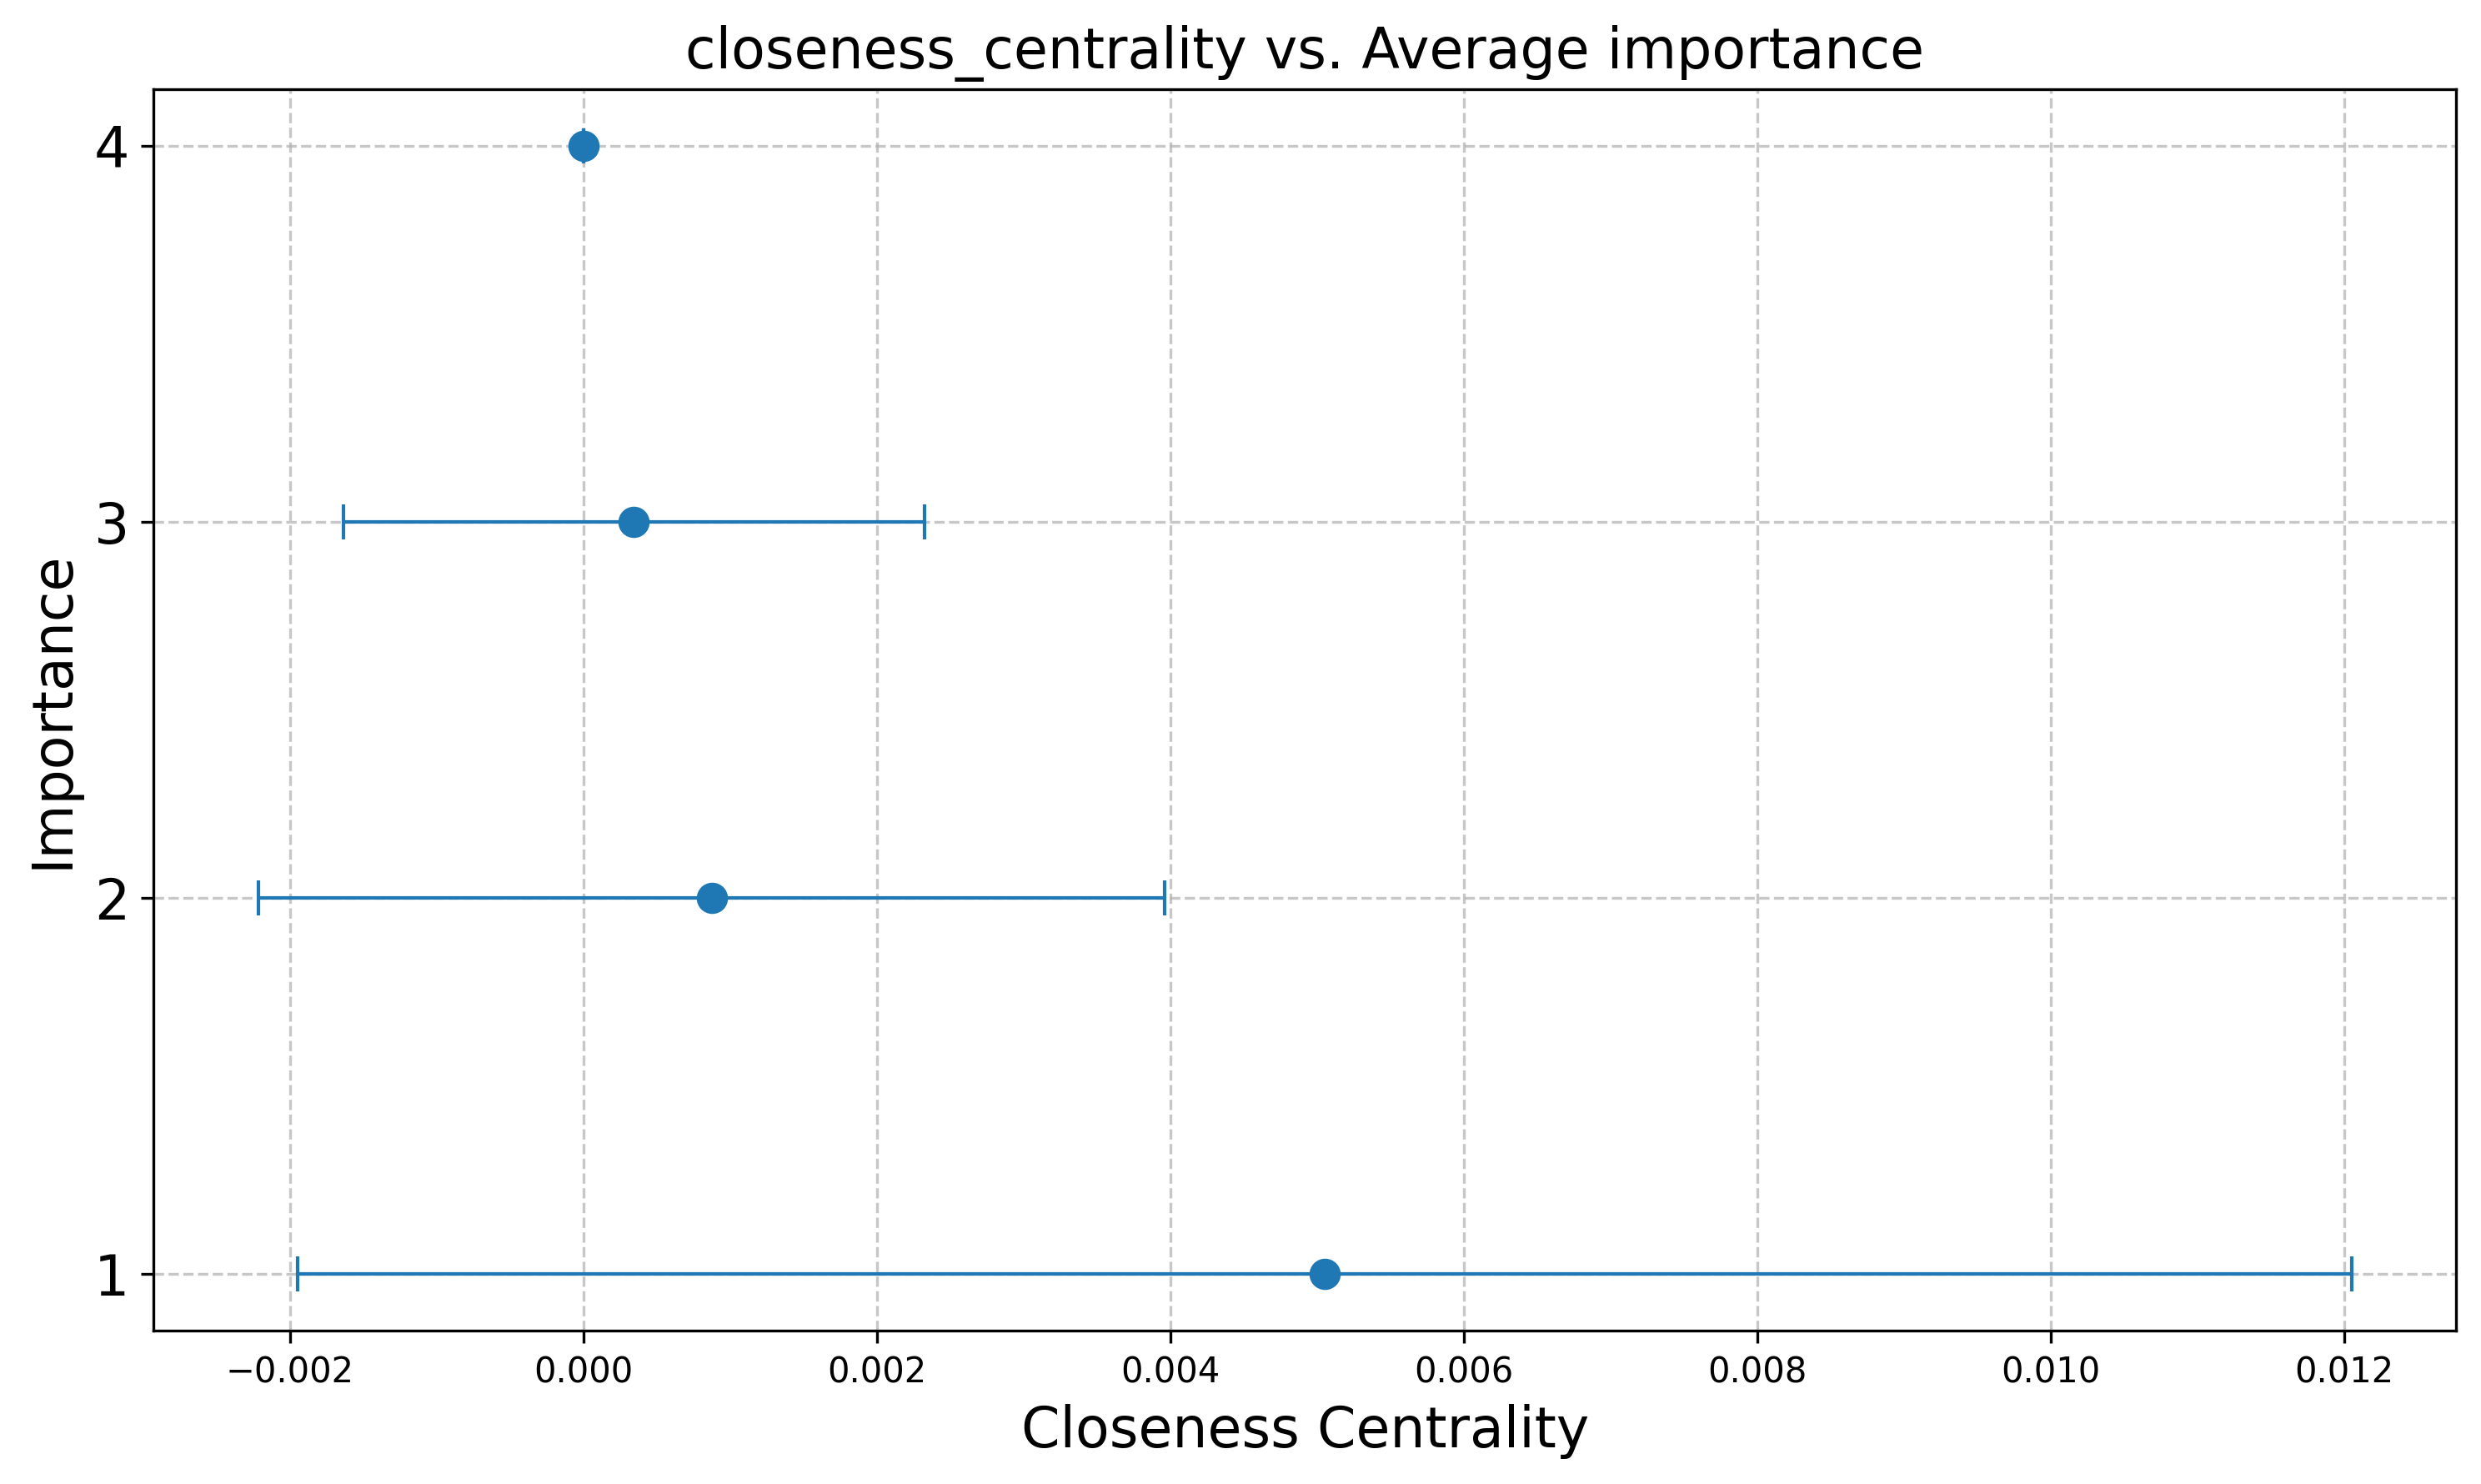 closeness_centrality vs. Average importance
4
3
2
1
Importance
−0.002 0.000 0.002 0.004 0.006 0.008 0.010 0.012
Closeness Centrality